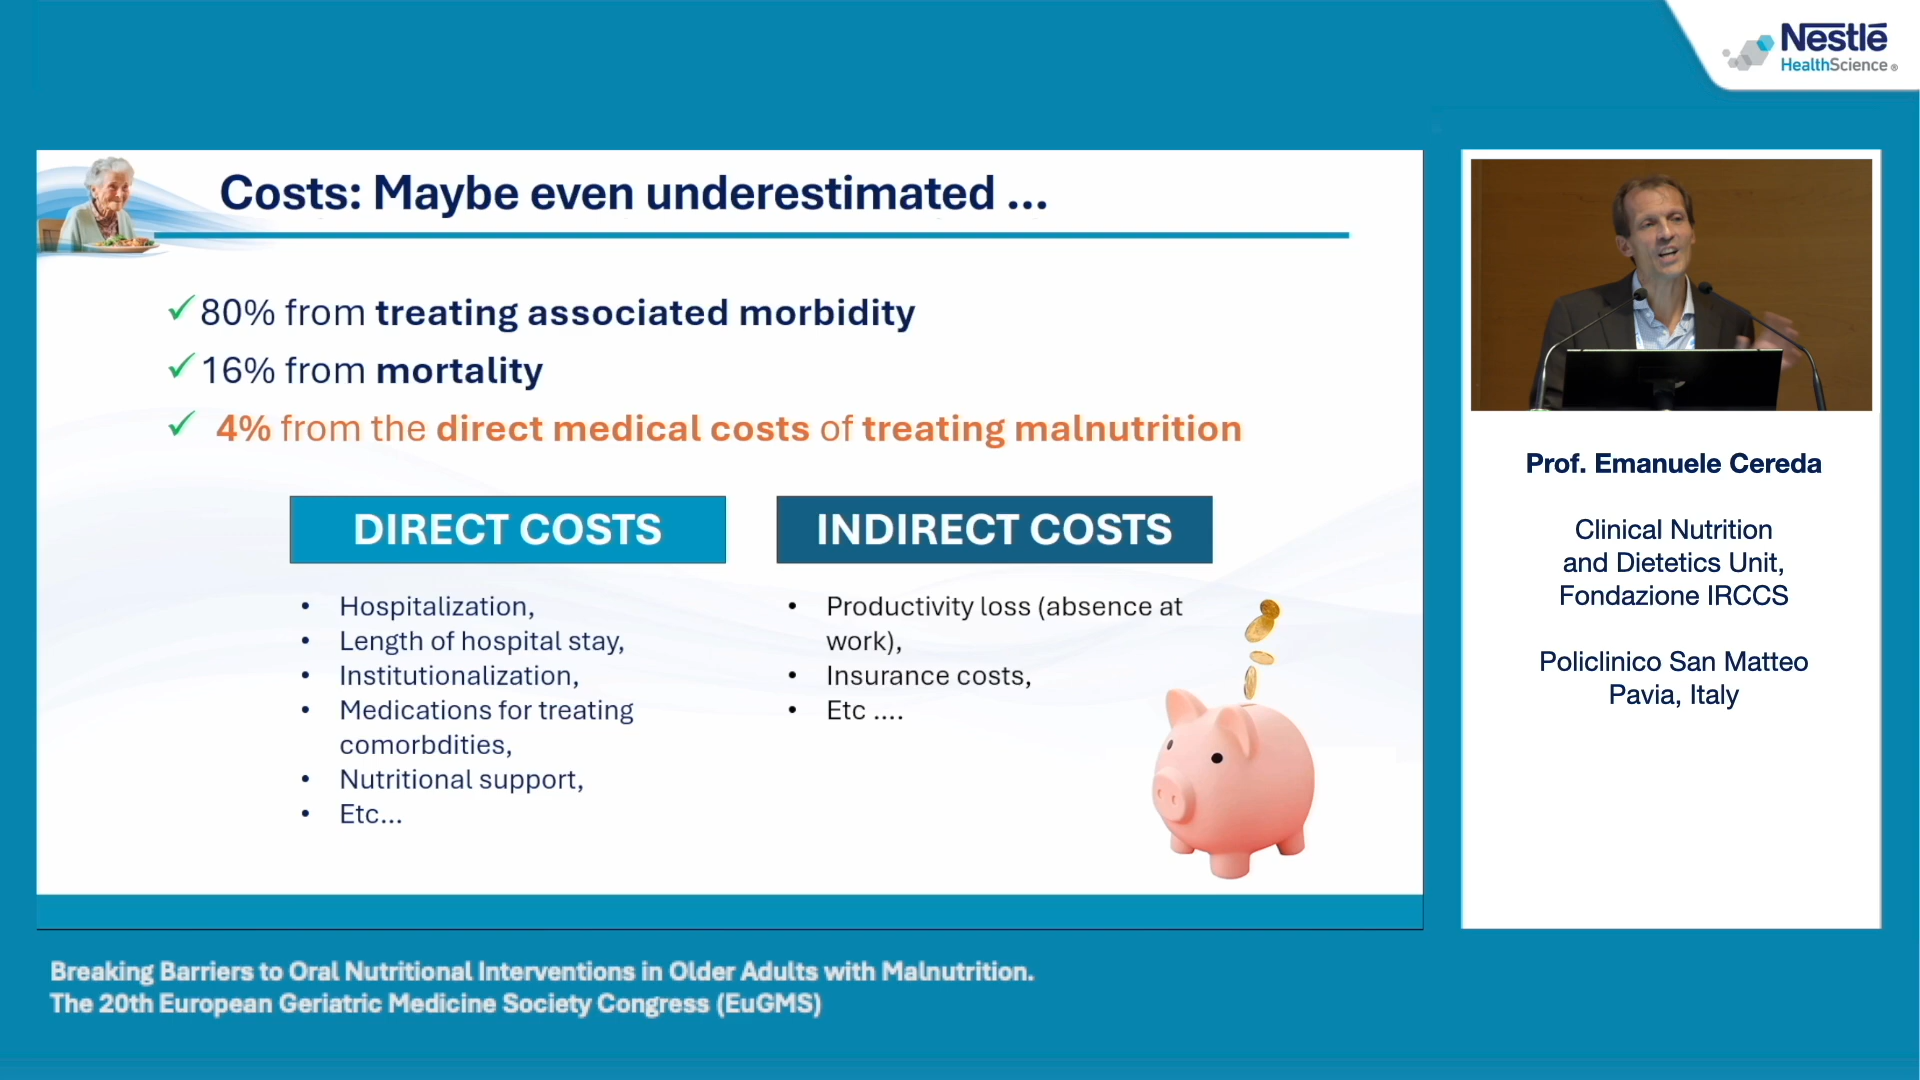 Nestlé
HealthScience®
Costs: Maybe even underestimated ...
✓ 80% from treating associated morbidity
✓ 16% from mortality
✓ 4% from the direct medical costs of treating malnutrition
DIRECT COSTS
• Hospitalization,
• Length of hospital stay,
• Institutionalization,
• Medications for treating
comorbdities,
• Nutritional support,
• Etc...
INDIRECT COSTS
• Productivity loss (absence at
work),
• Insurance costs,
• Etc ....
Prof. Emanuele Cereda
Clinical Nutrition
and Dietetics Unit,
Fondazione IRCCS
Policlinico San Matteo
Pavia, Italy
Breaking Barriers to Oral Nutritional Interventions in Older Adults with Malnutrition.
The 20th European Geriatric Medicine Society Congress (EuGMS)